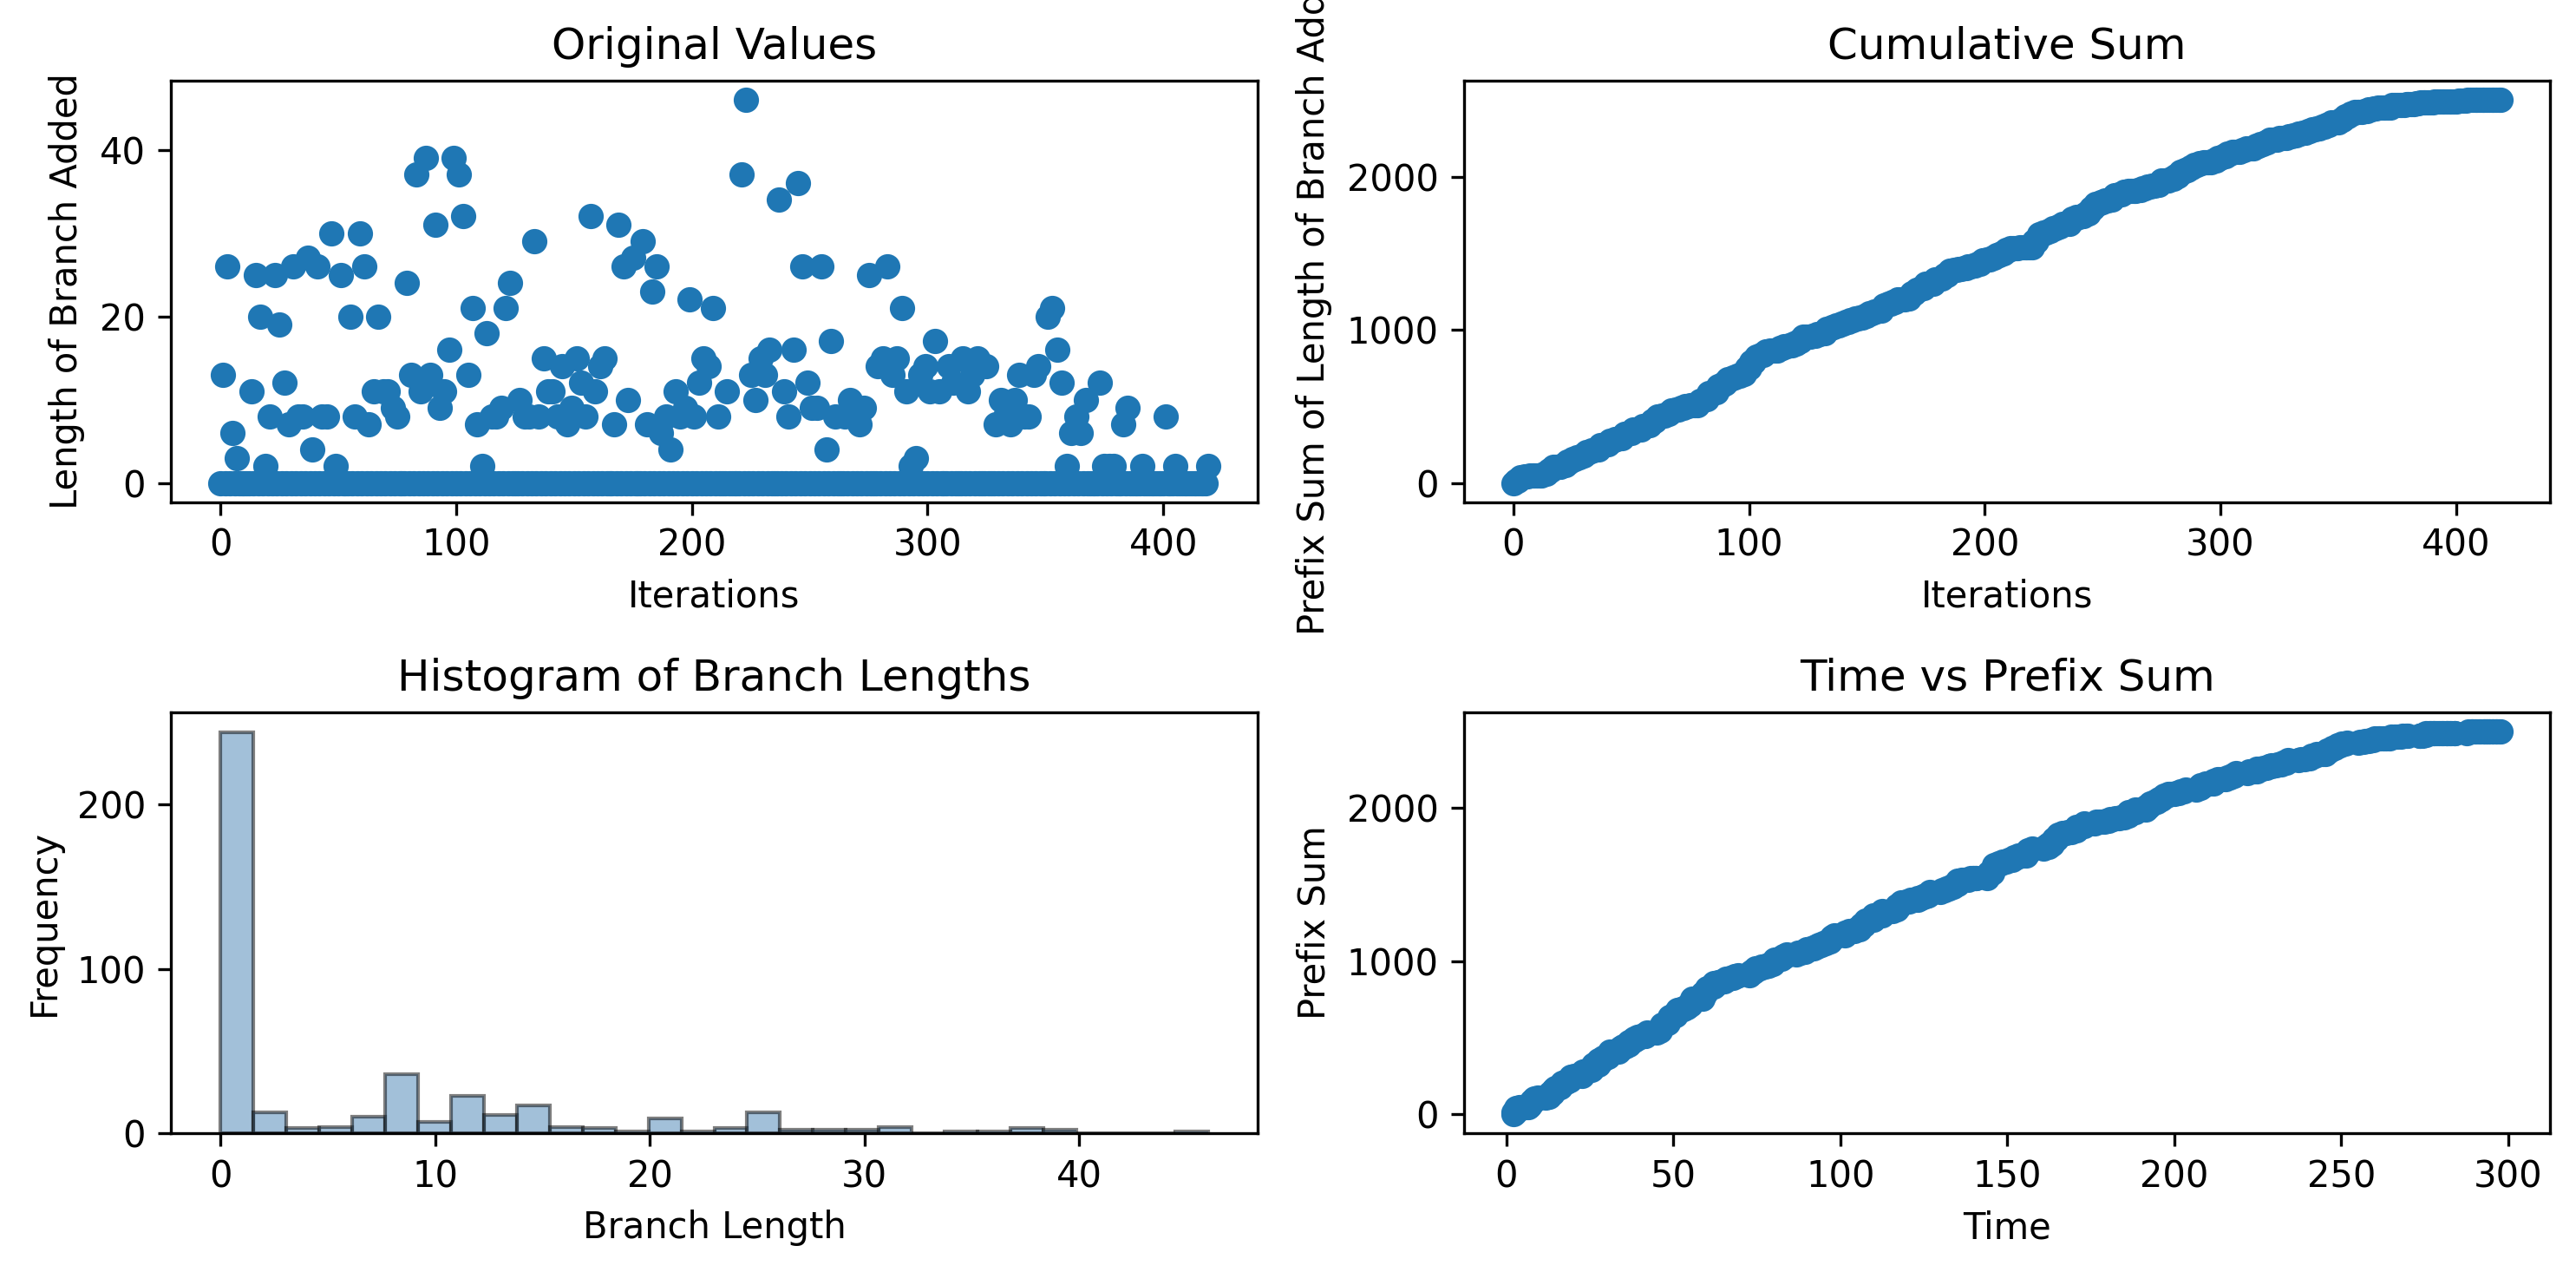 Original Values
Length of Branch Added
40
20
0
0 100 200 300 400
Iterations
Cumulative Sum
Prefix Sum of Length of Branch
2000
1000
0
0 100 200 300 400
Iterations
Histogram of Branch Lengths
Frequency
200
100
0
0 10 20 30 40
Branch Length
Time vs Prefix Sum
Prefix Sum
2000
1000
0
0 50 100 150 200 250 300
Time